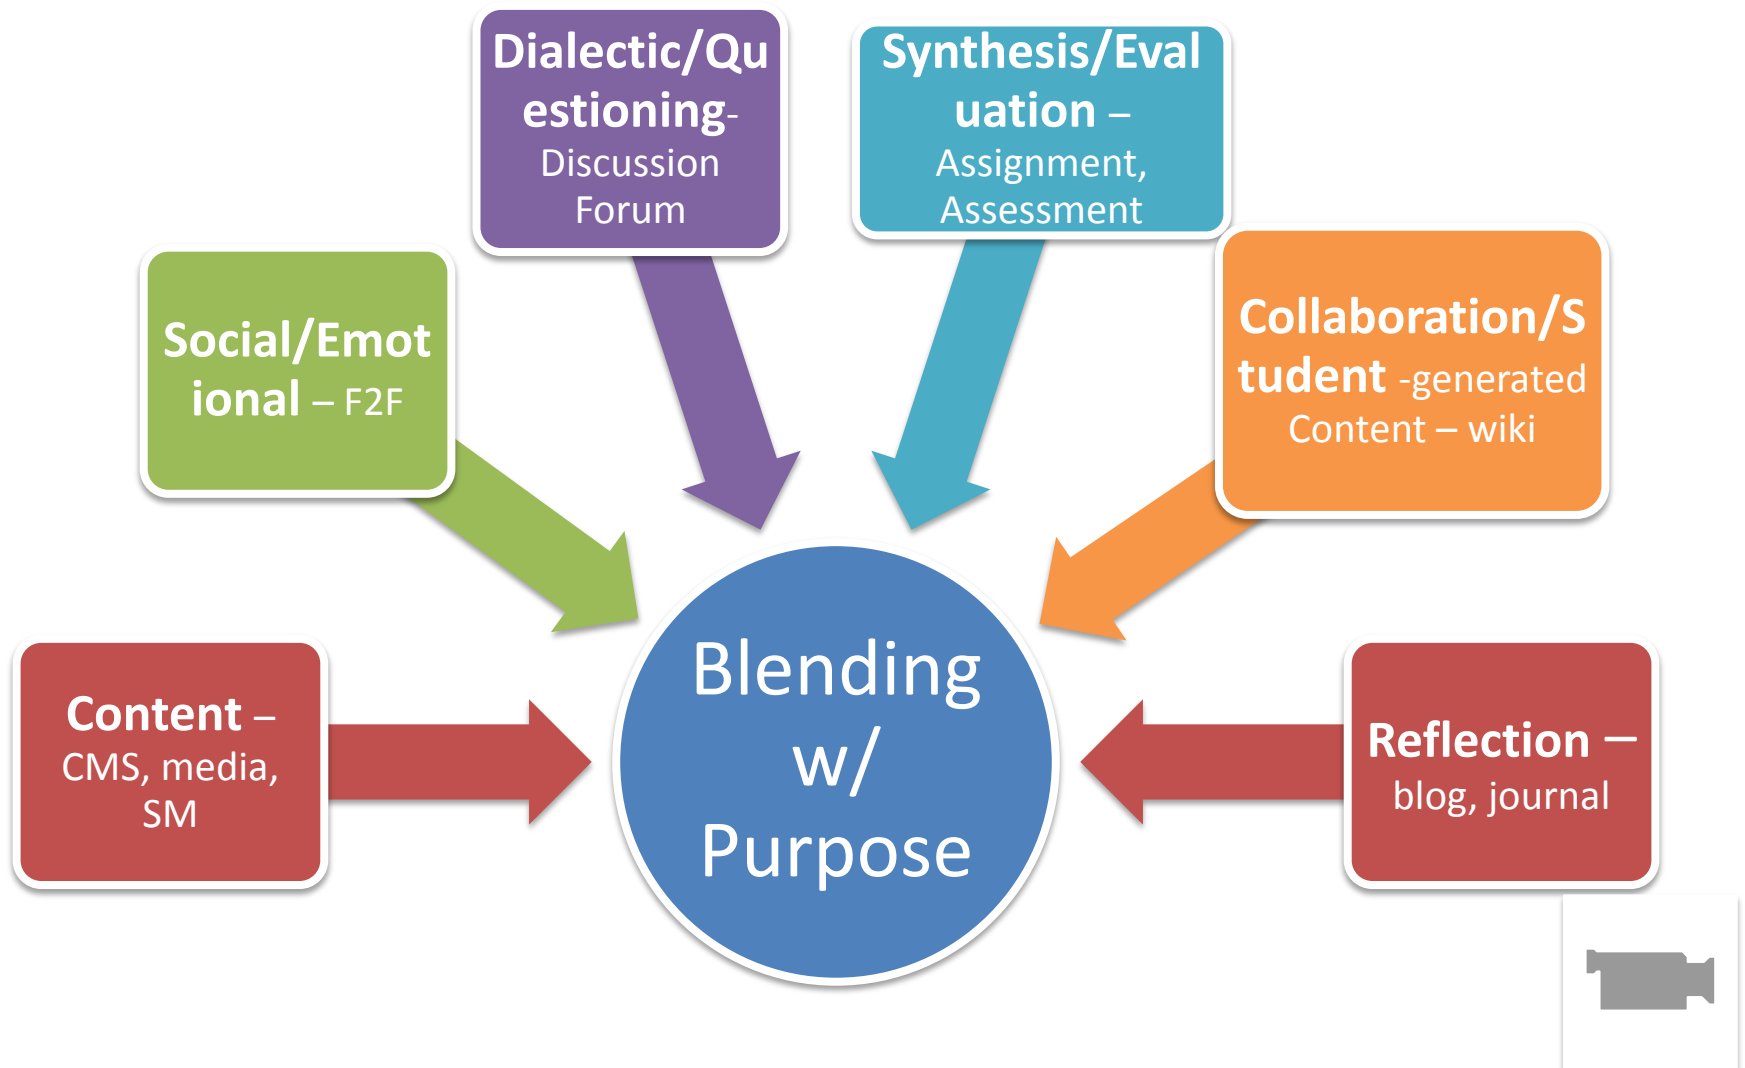 Dialectic/Qu
estioning-
Discussion
Forum
Synthesis/Eval
uation –
Assignment,
Assessment
Social/Emot
ional – F2F
Collaboration/S
tudent -generated
Content – wiki
Content –
CMS, media,
SM
Blending
w/
Purpose
Reflection –
blog, journal